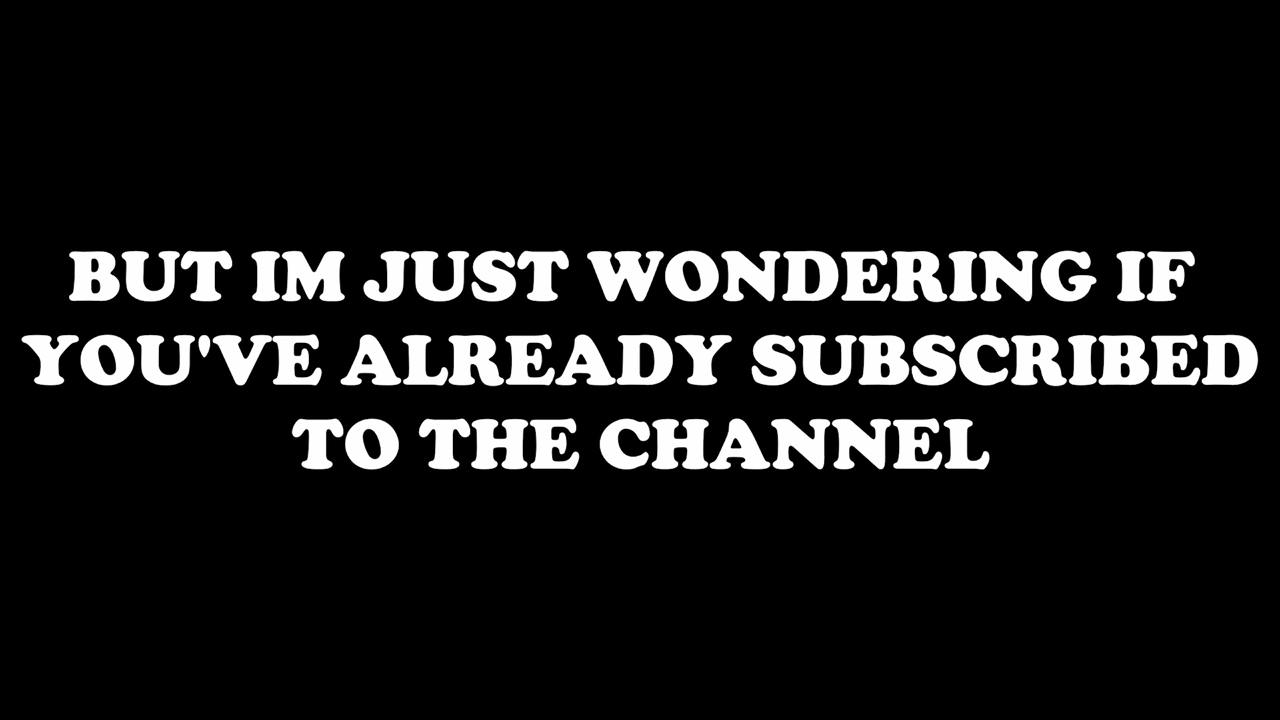 BUT IM JUST WONDERING IF
YOU'VE ALREADY SUBSCRIBED
TO THE CHANNEL